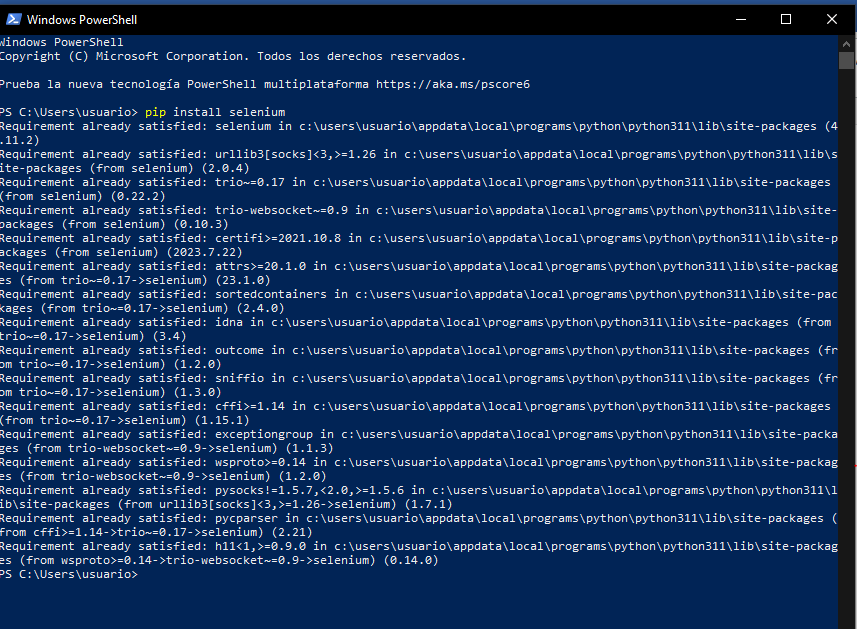 Windows PowerShell
Windows PowerShell
Copyright (C) Microsoft Corporation. Todos los derechos reservados.
Prueba la nueva tecnología PowerShell multiplataforma https://aka.ms/pscore6
PS C:\Users\usuario> pip install selenium
Requirement already satisfied: selenium in c:\users\usuario\appdata\local\programs\python\python311\lib\site-packages (4
.11.2)
Requirement already satisfied: urllib3[socks]<3,>=1.26 in c:\users\usuario\appdata\local\programs\python\python311\lib\s
ite-packages (from selenium) (2.0.4)
Requirement already satisfied: trio~=0.17 in c:\users\usuario\appdata\local\programs\python\python311\lib\site-packages
(from selenium) (0.22.2)
Requirement already satisfied: trio-websocket~=0.9 in c:\users\usuario\appdata\local\programs\python\python311\lib\site-
packages (from selenium) (0.10.3)
Requirement already satisfied: certifi>=2021.10.8 in c:\users\usuario\appdata\local\programs\python\python311\lib\site-p
ackages (from selenium) (2023.7.22)
Requirement already satisfied: attrs>=20.1.0 in c:\users\usuario\appdata\local\programs\python\python311\lib\site-packag
es (from trio~=0.17->selenium) (23.1.0)
Requirement already satisfied: sortedcontainers in c:\users\usuario\appdata\local\programs\python\python311\lib\site-pac
kages (from trio~=0.17->selenium) (2.4.0)
Requirement already satisfied: idna in c:\users\usuario\appdata\local\programs\python\python311\lib\site-packages (from
trio~=0.17->selenium) (3.4)
Requirement already satisfied: outcome in c:\users\usuario\appdata\local\programs\python\python311\lib\site-packages (fr
om trio~=0.17->selenium) (1.2.0)
Requirement already satisfied: sniffio in c:\users\usuario\appdata\local\programs\python\python311\lib\site-packages (fr
om trio~=0.17->selenium) (1.3.0)
Requirement already satisfied: cffi>=1.14 in c:\users\usuario\appdata\local\programs\python\python311\lib\site-packages
(from trio~=0.17->selenium) (1.15.1)
Requirement already satisfied: exceptiongroup in c:\users\usuario\appdata\local\programs\python\python311\lib\site-packa
ges (from trio-websocket~=0.9->selenium) (1.1.3)
Requirement already satisfied: wsproto>=0.14 in c:\users\usuario\appdata\local\programs\python\python311\lib\site-packag
es (from trio-websocket~=0.9->selenium) (1.2.0)
Requirement already satisfied: pysocks!=1.5.7,<2.0,>=1.5.6 in c:\users\usuario\appdata\local\programs\python\python311\l
ib\site-packages (from urllib3[socks]<3,>=1.26->selenium) (1.7.1)
Requirement already satisfied: pycparser in c:\users\usuario\appdata\local\programs\python\python311\lib\site-packages (
from cffi>=1.14->trio~=0.17->selenium) (2.21)
Requirement already satisfied: h11<1,>=0.9.0 in c:\users\usuario\appdata\local\programs\python\python311\lib\site-packag
es (from wsproto>=0.14->trio-websocket~=0.9->selenium) (0.14.0)
PS C:\Users\usuario>